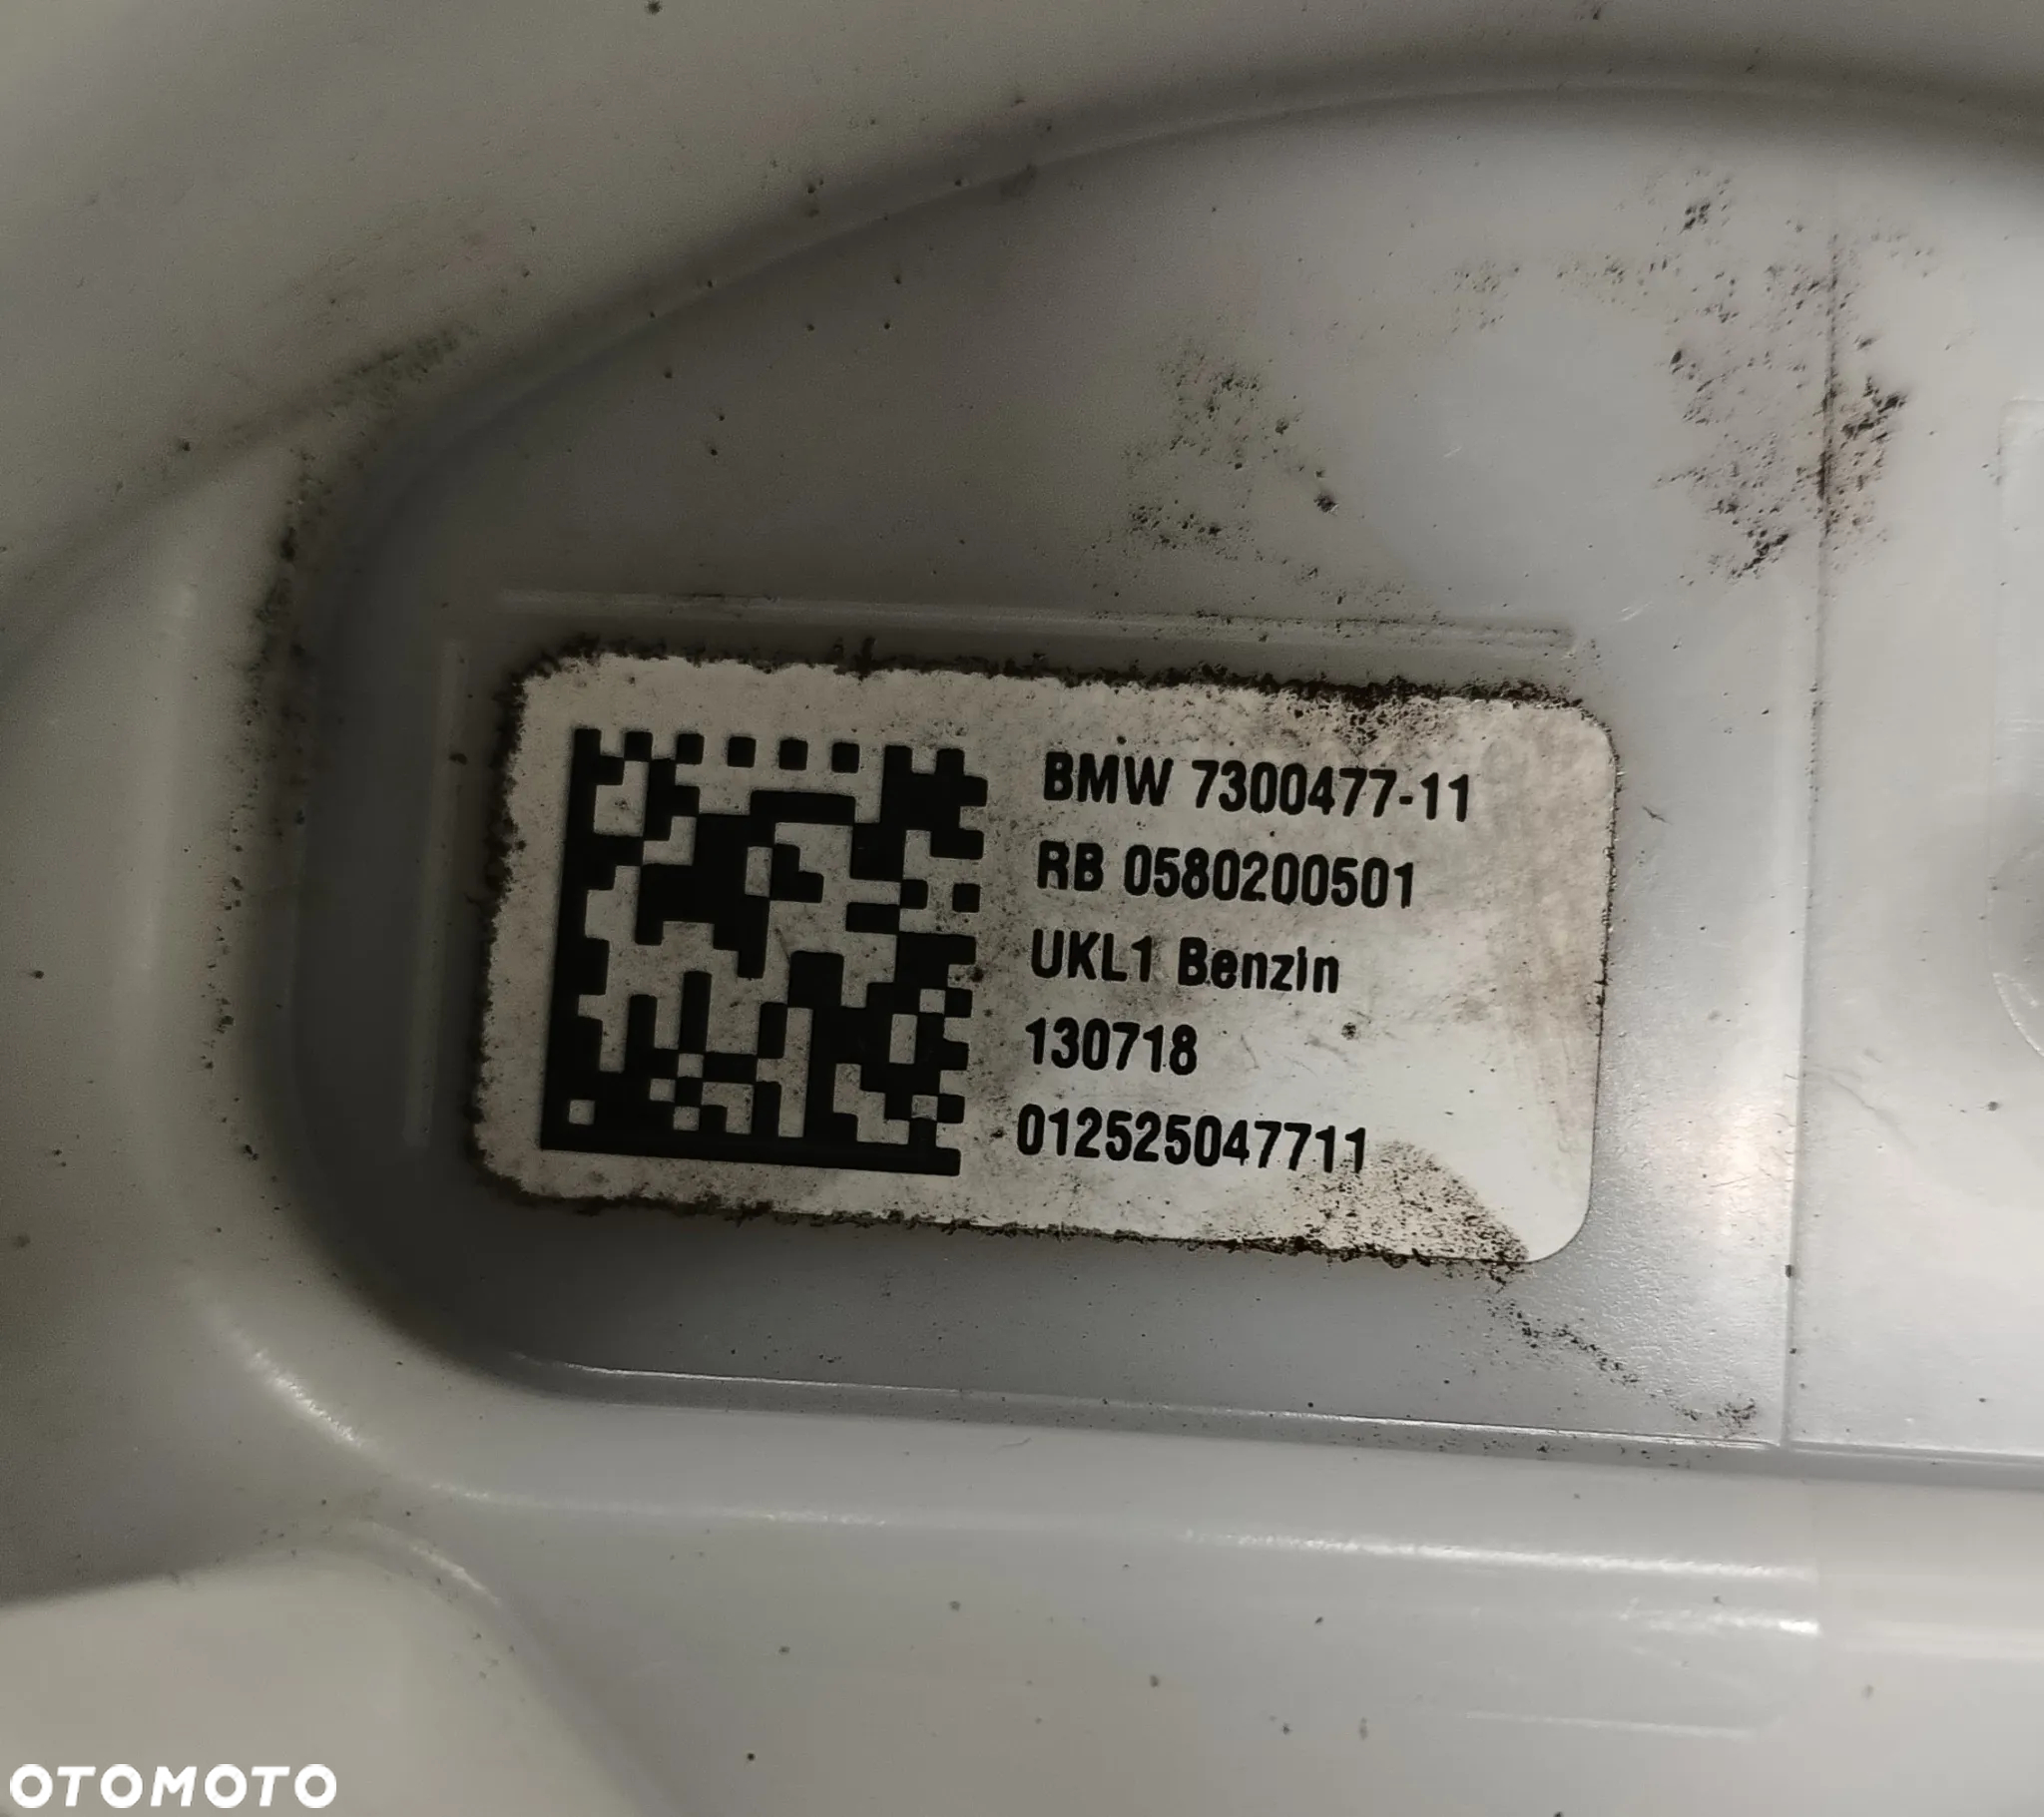 BMW 7300477-11
RB 0580200501
UKL1 Benzin
130718
012525047711
OTOMOTO